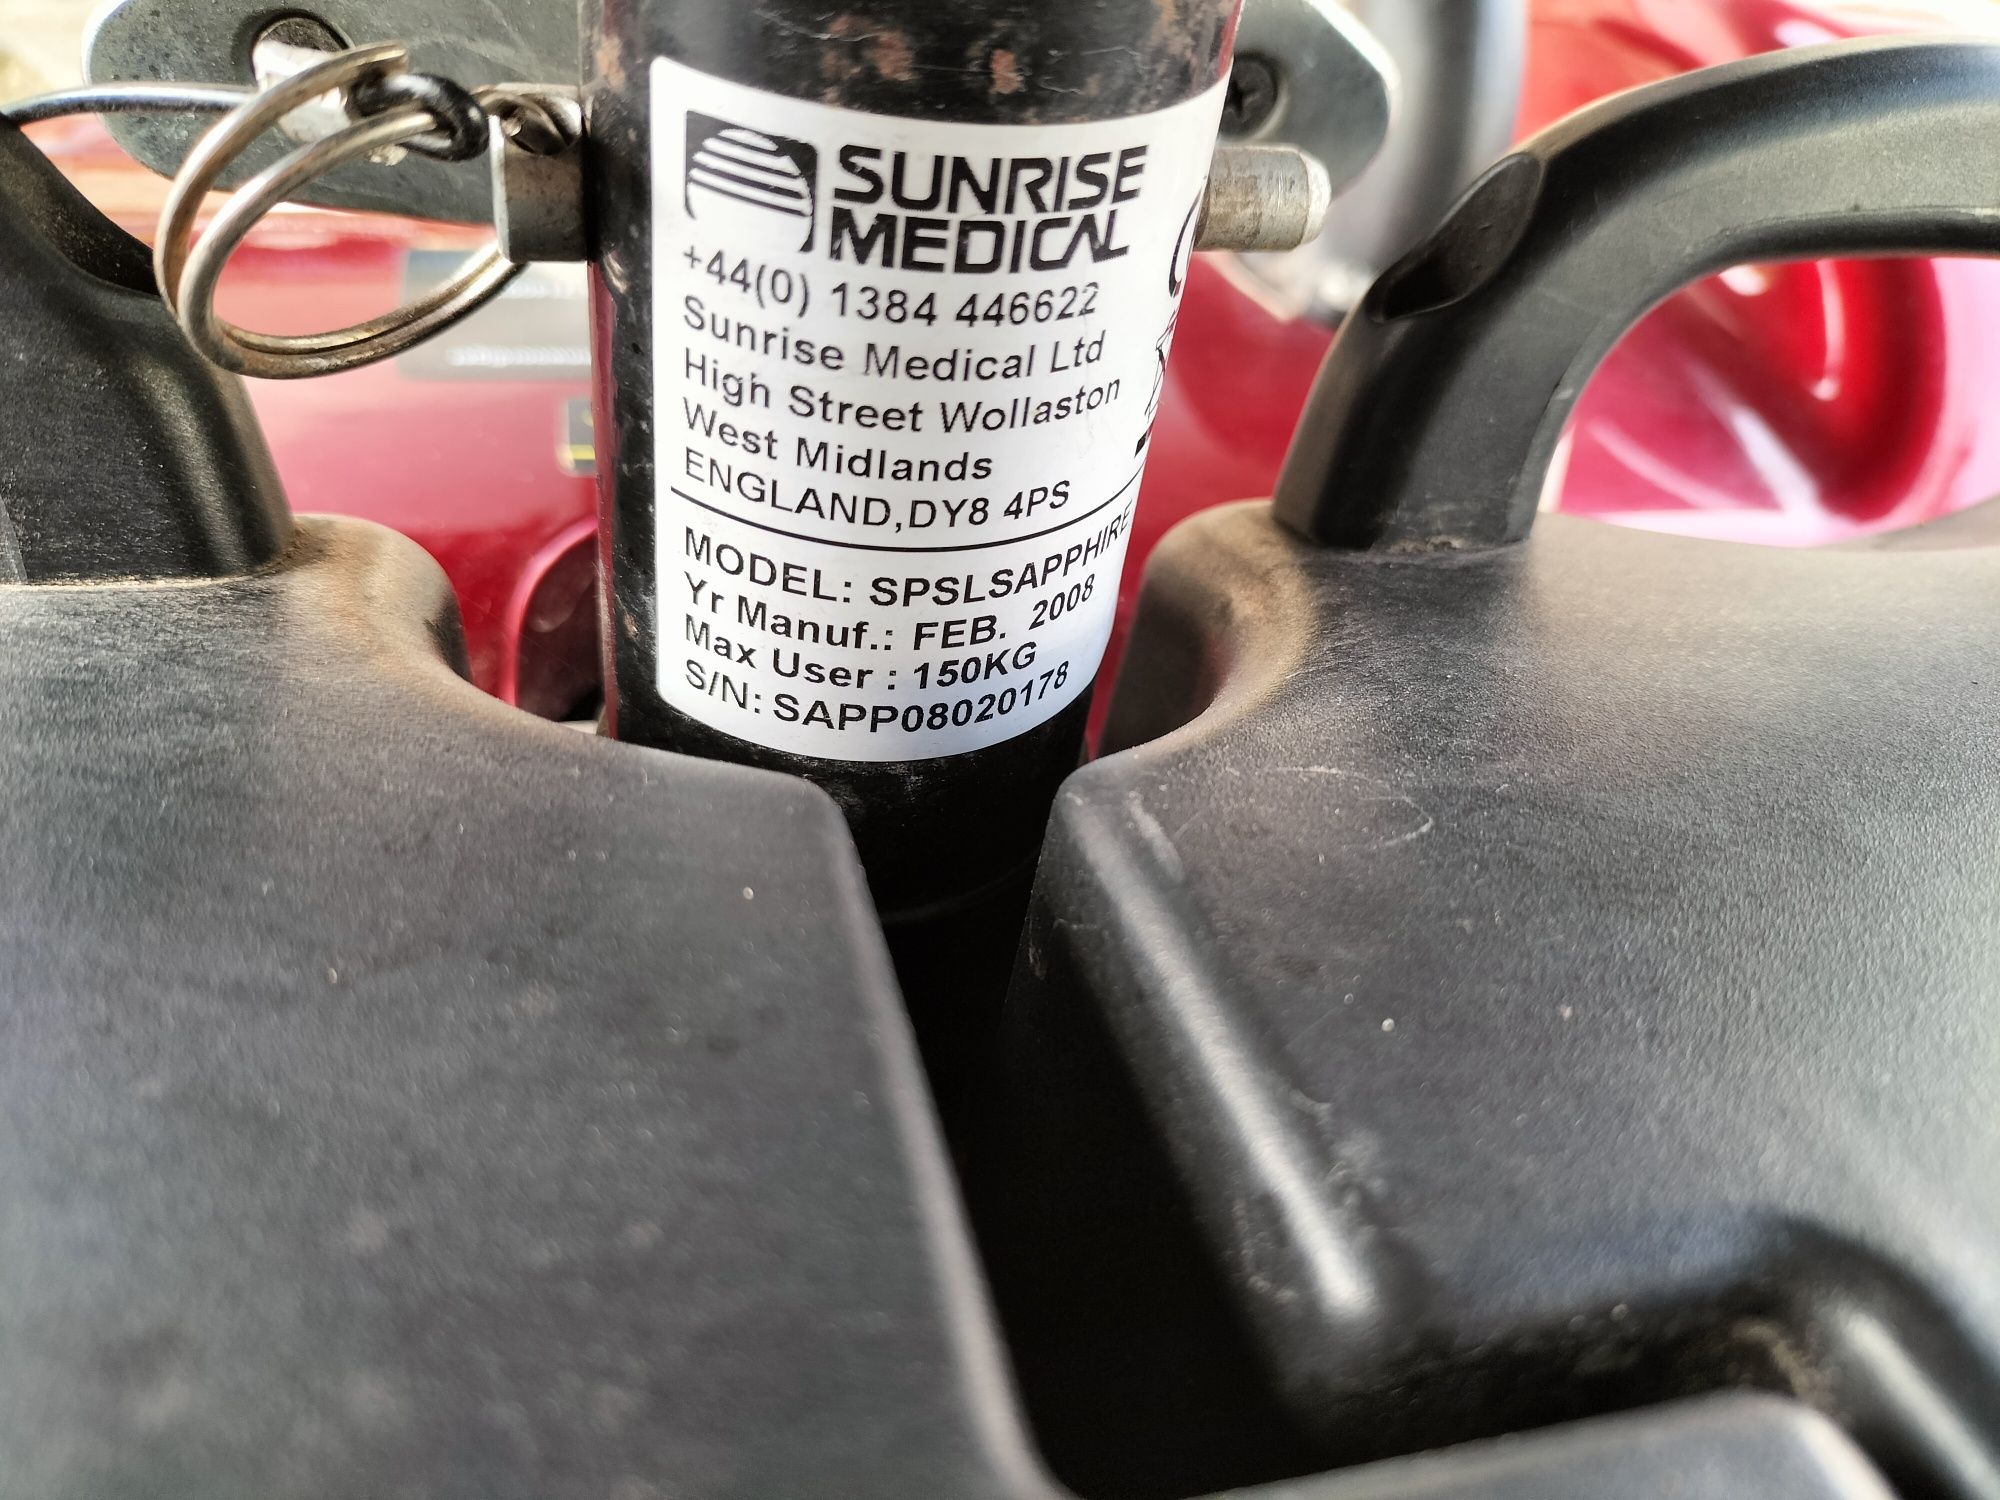 SUNRISE
MEDICAL
+44(0) 1384 446622
Sunrise Medical Ltd
High Street Wollaston
West Midlands
ENGLAND,DY8 4PS
MODEL: SPSLSAPPHIRE
Yr Manuf.: FEB. 2008
Max User : 150KG
S/N: SAPP08020178